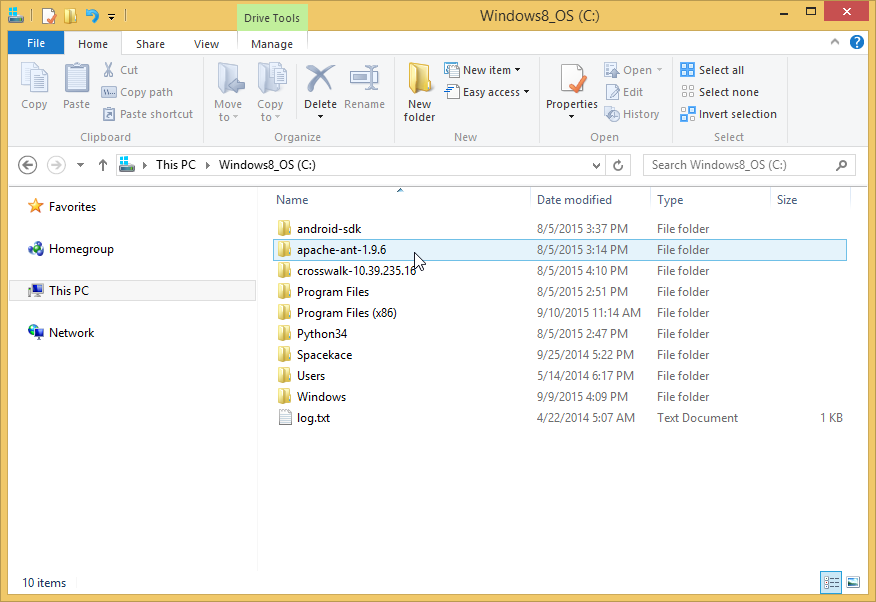 Drive Tools
Windows8_OS (C:)
File Home Share View Manage
Copy
Paste
Cut
Copy path
Paste shortcut
Clipboard
Move to
Copy to
Delete
Rename
Organize
New folder
New item
Easy access
New
Properties
Open
Edit
History
Open
Select all
Select none
Invert selection
Select
This PC Windows8_OS (C:)
Search Windows8_OS (C:)
Favorites
Homegroup
This PC
Network
Name Date modified Type Size
android-sdk 8/5/2015 3:37 PM File folder
apache-ant-1.9.6 8/5/2015 3:14 PM File folder
crosswalk-10.39.235.16 8/5/2015 4:10 PM File folder
Program Files 8/5/2015 2:51 PM File folder
Program Files (x86) 9/10/2015 11:14 AM File folder
Python34 8/5/2015 2:47 PM File folder
Spacekace 9/25/2014 5:22 PM File folder
Users 5/14/2014 6:17 PM File folder
Windows 9/9/2015 4:09 PM File folder
log.txt 4/22/2014 5:07 AM Text Document 1 KB
10 items